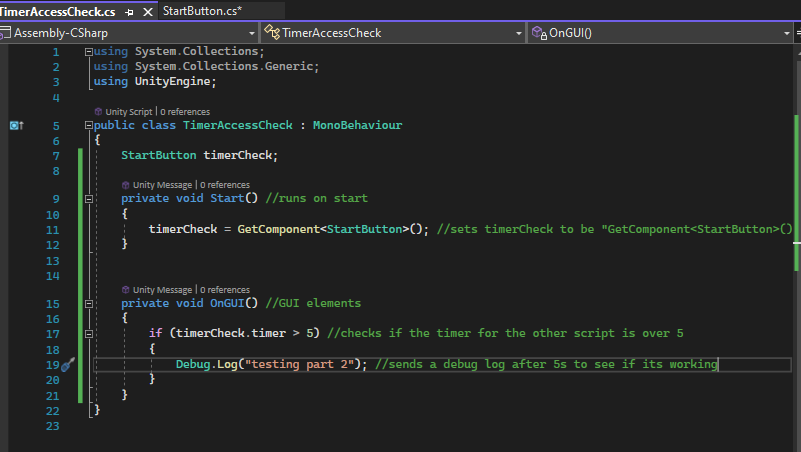 TimerAccessCheck.cs
StartButton.cs*
Assembly-CSharp
TimerAccessCheck
OnGUI()
1 using System.Collections;
2 using System.Collections.Generic;
3 using UnityEngine;
4
Unity Script | 0 references
5 public class TimerAccessCheck : MonoBehaviour
6 {
7 StartButton timerCheck;
8
Unity Message | 0 references
9 private void Start() //runs on start
10 {
11 timerCheck = GetComponent<StartButton>(); //sets timerCheck to be "GetComponent<StartButton>()
12 }
13
14
Unity Message | 0 references
15 private void OnGUI() //GUI elements
16 {
17 if (timerCheck.timer > 5) //checks if the timer for the other script is over 5
18 {
19 Debug.Log("testing part 2"); //sends a debug log after 5s to see if its working
20 }
21 }
22 }
23